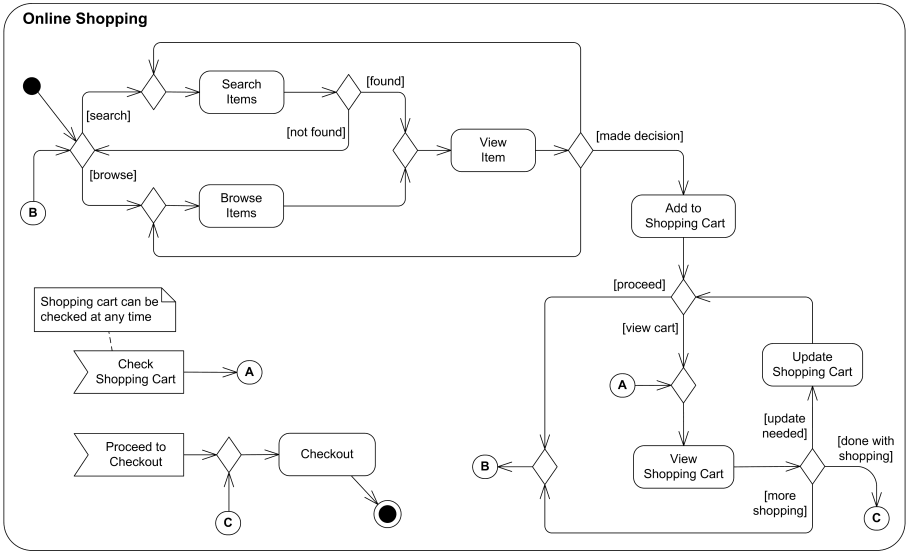 Online Shopping
Search
Items
[found]
[search]
[not found]
[made decision]
View
Item
[browse]
Browse
Items
B
Add to
Shopping Cart
[proceed]
Shopping cart can be
checked at any time
[view cart]
Check
Shopping Cart
A
A
Update
Shopping Cart
[update
needed]
[done with
shopping]
Proceed to
Checkout
Checkout
B
View
Shopping Cart
[more
shopping]
C
C